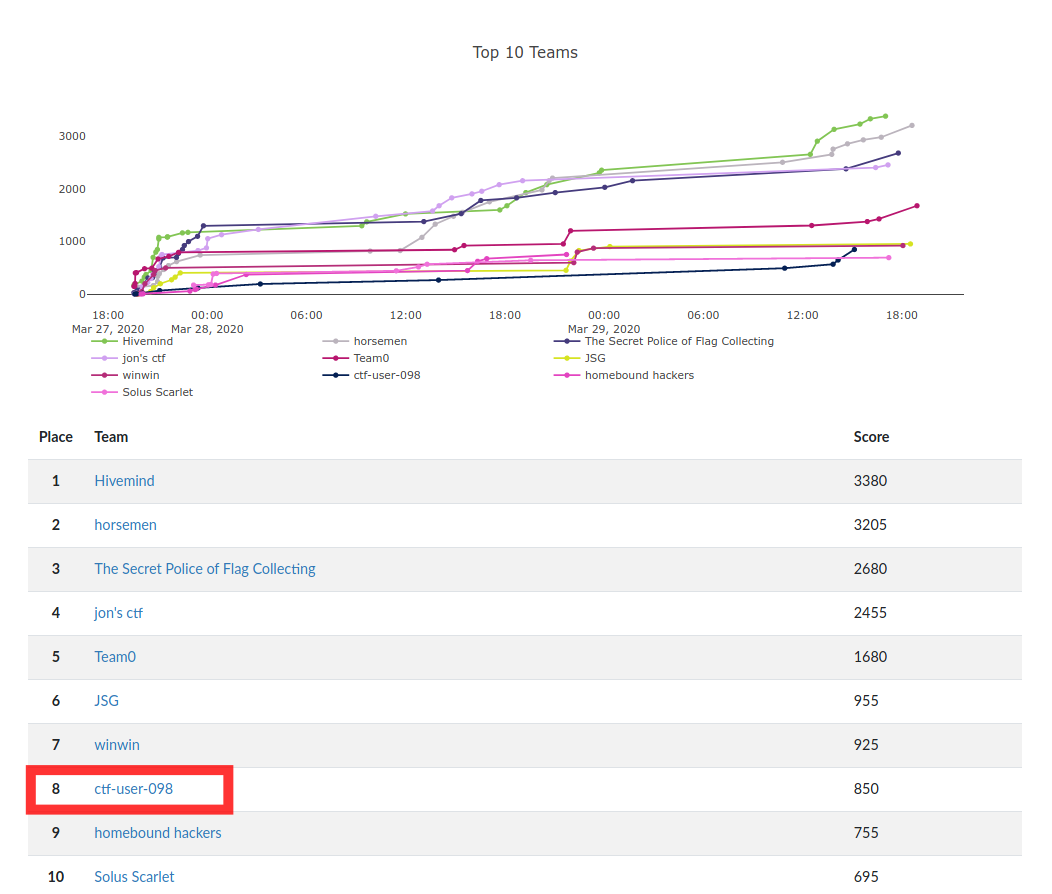 Top 10 Teams
3000
2000
1000
0
18:00 00:00 06:00 12:00 18:00 00:00 06:00 12:00 18:00
Mar 27, 2020 Mar 28, 2020 Mar 29, 2020
Hivemind horsemen The Secret Police of Flag Collecting
jon's ctf Team0 JSG
winwin ctf-user-098 homebound hackers
Solus Scarlet
Place Team Score
1 Hivemind 3380
2 horsemen 3205
3 The Secret Police of Flag Collecting 2680
4 jon's ctf 2455
5 Team0 1680
6 JSG 955
7 winwin 925
8 ctf-user-098 850
9 homebound hackers 755
10 Solus Scarlet 695